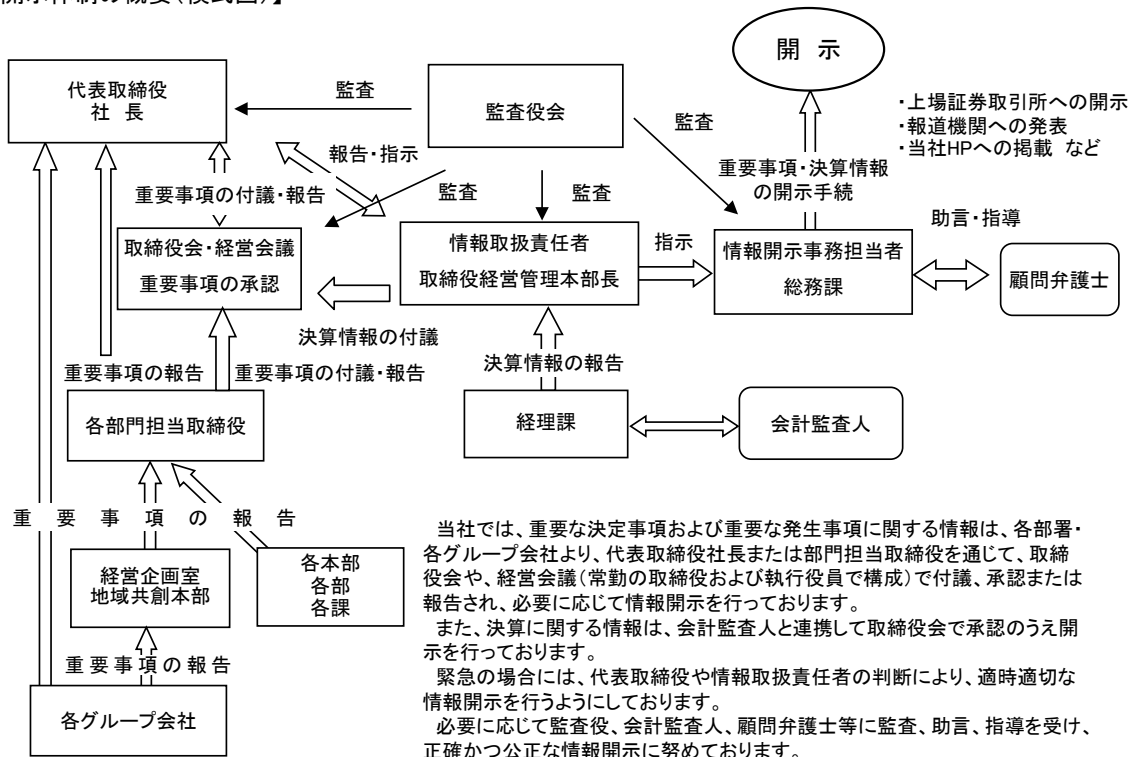 開示体制の概要(模式図)】
開 示
代表取締役
社 長
監査
監査役会
監査
・上場証券取引所への開示
・報道機関への発表
・当社HPへの掲載 など
報告・指示
重要事項・決算情報
の開示手続
重要事項の付議・報告
監査
監査
助言・指導
取締役会・経営会議
重要事項の承認
情報取扱責任者
取締役経営管理本部長
指示
情報開示事務担当者
総務課
顧問弁護士
決算情報の付議
重要事項の報告
重要事項の付議・報告
決算情報の報告
各部門担当取締役
経理課
会計監査人
重 要 事 項 の 報 告
経営企画室
地域共創本部
各本部
各部
各課
重要事項の報告
各グループ会社
当社では、重要な決定事項および重要な発生事項に関する情報は、各部署・
各グループ会社より、代表取締役社長または部門担当取締役を通じて、取締
役会や、経営会議(常勤の取締役および執行役員で構成)で付議、承認または
報告され、必要に応じて情報開示を行っております。
また、決算に関する情報は、会計監査人と連携して取締役会で承認のうえ開
示を行っております。
緊急の場合には、代表取締役や情報取扱責任者の判断により、適時適切な
情報開示を行うようにしております。
必要に応じて監査役、会計監査人、顧問弁護士等に監査、助言、指導を受け、
正確かつ公正な情報開示に努めております。